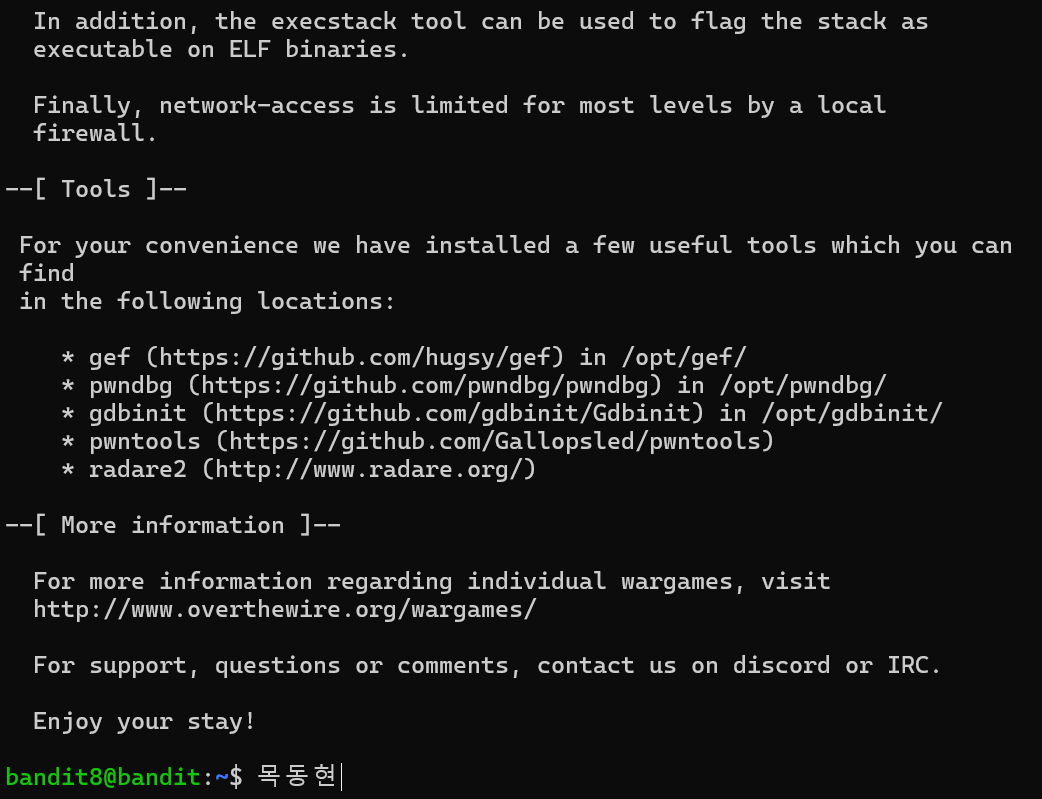 In addition, the execstack tool can be used to flag the stack as
executable on ELF binaries.
Finally, network-access is limited for most levels by a local
firewall.
--[ Tools ]--
For your convenience we have installed a few useful tools which you can
find
in the following locations:
* gef (https://github.com/hugsy/gef) in /opt/gef/
* pwndbg (https://github.com/pwndbg/pwndbg) in /opt/pwndbg/
* gdbinit (https://github.com/gdbinit/Gdbinit) in /opt/gdbinit/
* pwntools (https://github.com/Gallopsled/pwntools)
* radare2 (http://www.radare.org/)
--[ More information ]--
For more information regarding individual wargames, visit
http://www.overthewire.org/wargames/
For support, questions or comments, contact us on discord or IRC.
Enjoy your stay!
bandit8@bandit:~$ 목동현